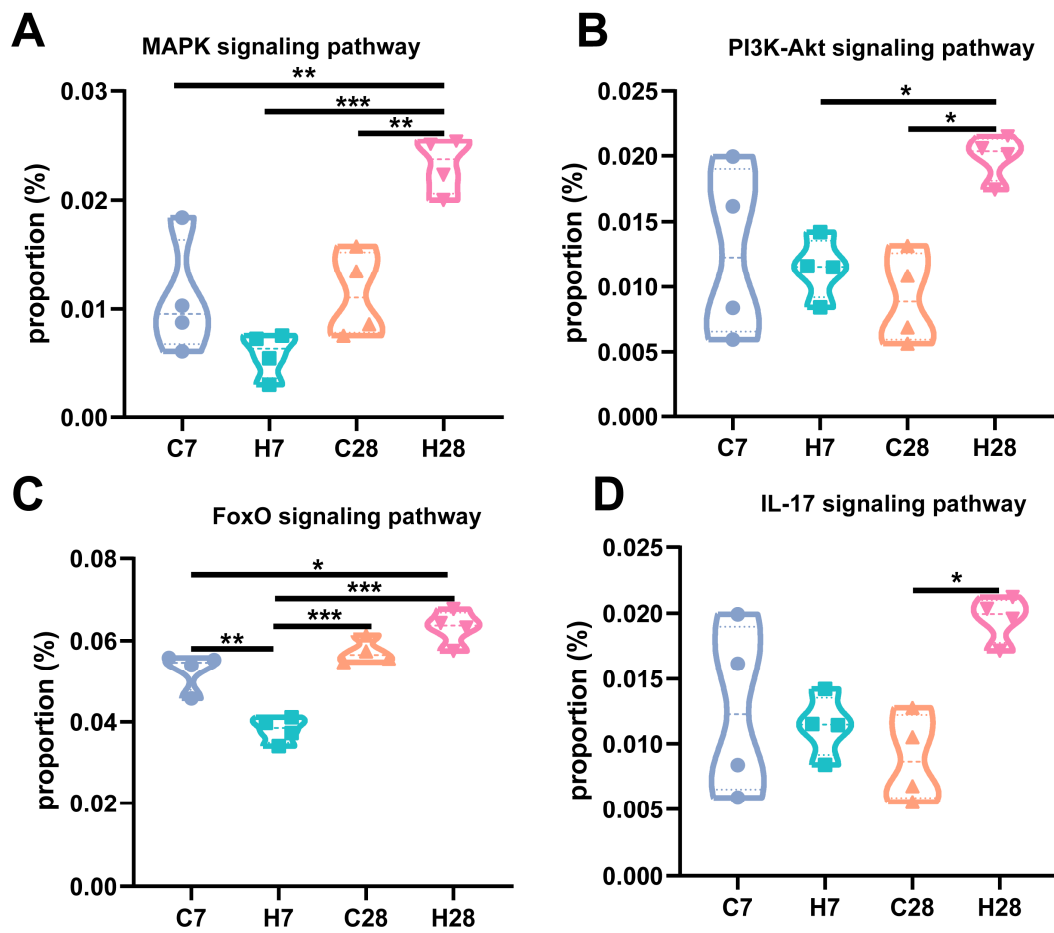 A
MAPK signaling pathway
**
***
**
proportion (%)
0.03
0.02
0.01
0.00
C7 H7 C28 H28
B
PI3K-Akt signaling pathway
*
*
proportion (%)
0.025
0.020
0.015
0.010
0.005
0.000
C7 H7 C28 H28
C
FoxO signaling pathway
*
***
***
**
proportion (%)
0.08
0.06
0.04
0.02
0.00
C7 H7 C28 H28
D
IL-17 signaling pathway
*
proportion (%)
0.025
0.020
0.015
0.010
0.005
0.000
C7 H7 C28 H28